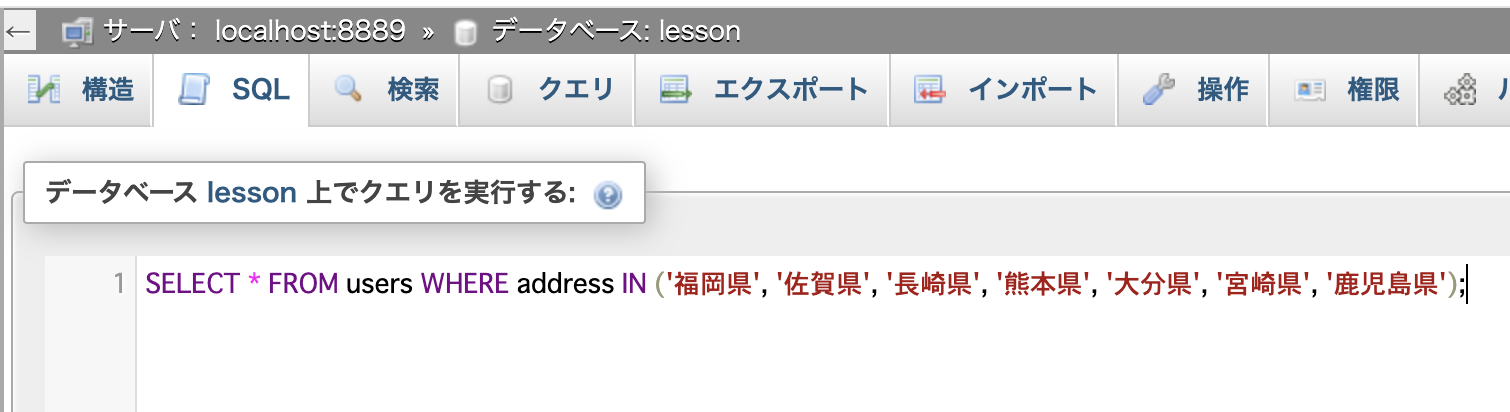 ← サーバ： localhost:8889 » データベース: lesson
構造 SQL 検索 クエリ エクスポート インポート 操作 権限
データベース lesson 上でクエリを実行する:
1 SELECT * FROM users WHERE address IN ('福岡県', '佐賀県', '長崎県', '熊本県', '大分県', '宮崎県', '鹿児島県');